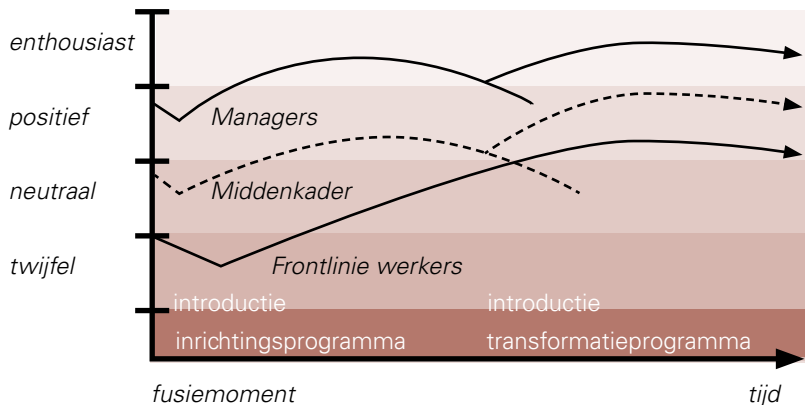 enthousiast
positief
Managers
neutraal
Middenkader
twijfel
Frontlinie werkers
introductie
inrichtingsprogramma
introductie
transformatieprogramma
fusiemoment
tijd